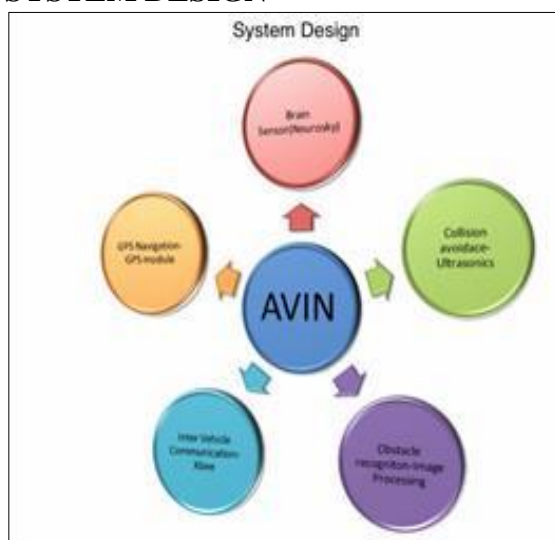 SYSTEM DESIGN
System Design
Brain
Sensor(Neurosky)
GPS Navigation-
GPS module
Collision
avoidace-
Ultrasonics
AVIN
Inter Vehicle
Communication-
Xbee
Obstacle
recogniton-Image
Processing